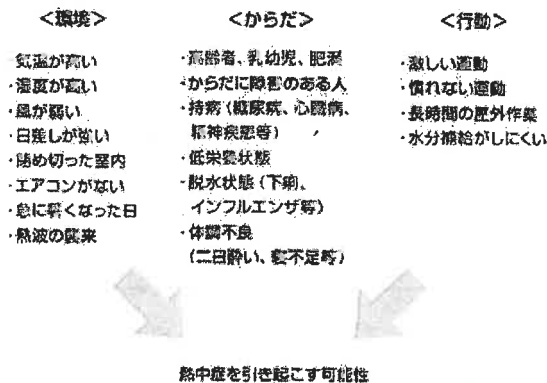 <環境>
気温が高い
・湿度が高い
・風が弱い
・日差しが強い
・閉め切った室内
・エアコンがない
・急に暑くなった日
・熱波の襲来
<からだ>
・高齢者、乳幼児、肥満
・からだに障害のある人
・持病(糖尿病、心臓病、
精神疾患等)
・低栄養状態
・脱水状態(下痢、
インフルエンザ等)
・体調不良
(二日酔い、寝不足等)
<行動>
・激しい運動
・慣れない運動
・長時間の屋外作業
・水分補給がしにくい
熱中症を引き起こす可能性